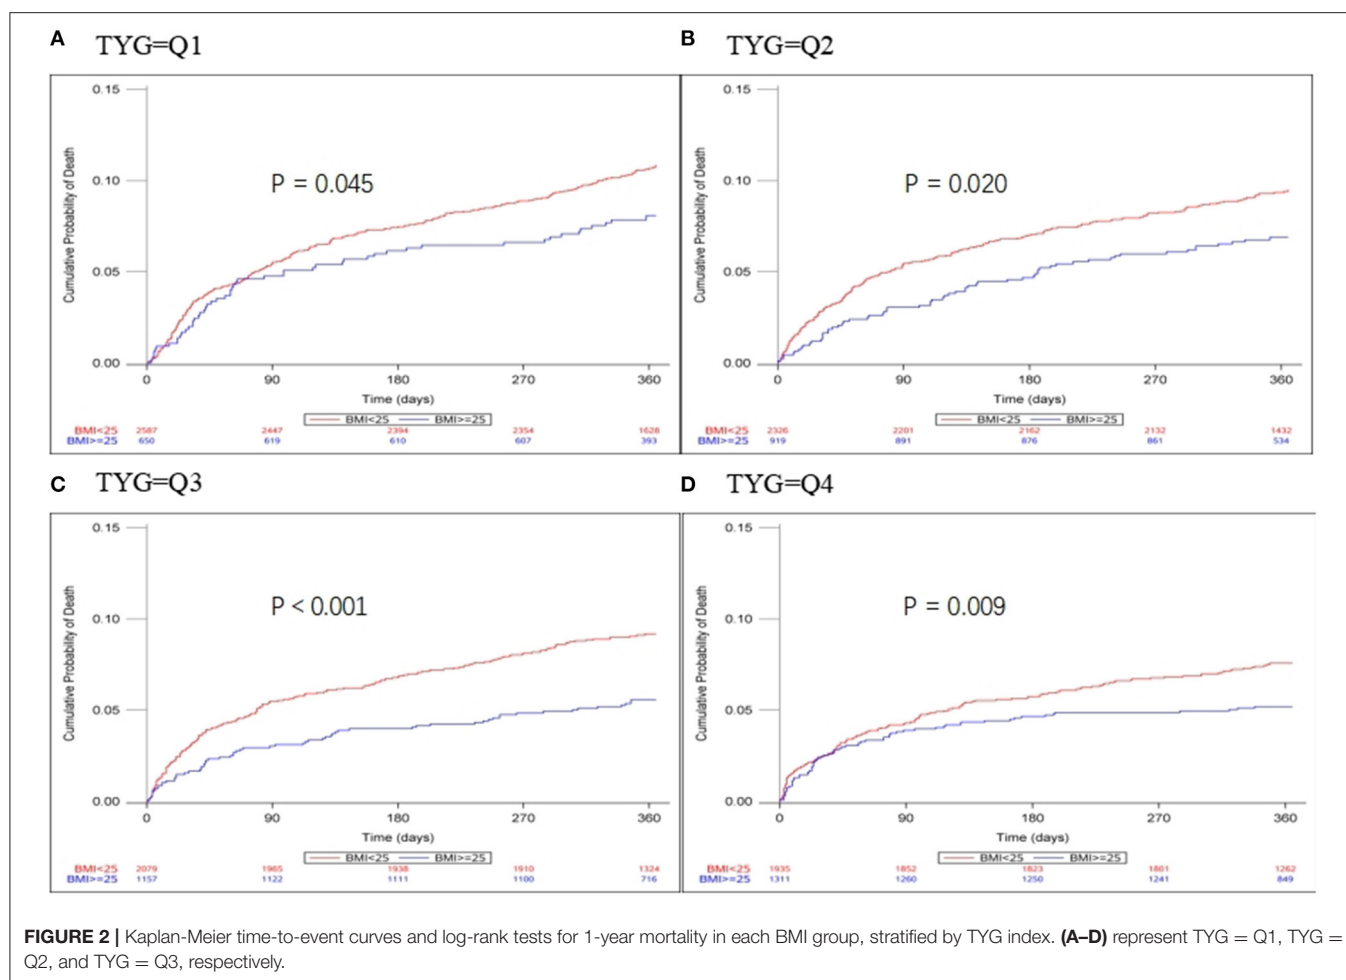 A TYG=Q1
0.15
0.10
0.05
0.00
Cumulative Probability of Death
P = 0.045
0 90 180 270 360
Time (days)
BMI<25 BMI>=25
BMI<25 2587 2447 2394 2354 1628
BMI>=25 650 619 610 607 393
B TYG=Q2
0.15
0.10
0.05
0.00
Cumulative Probability of Death
P = 0.020
0 90 180 270 360
Time (days)
BMI<25 BMI>=25
BMI<25 2326 2201 2162 2132 1432
BMI>=25 919 891 876 861 534
C TYG=Q3
0.15
0.10
0.05
0.00
Cumulative Probability of Death
P < 0.001
0 90 180 270 360
Time (days)
BMI<25 BMI>=25
BMI<25 2079 1965 1938 1910 1324
BMI>=25 1157 1122 1111 1100 716
D TYG=Q4
0.15
0.10
0.05
0.00
Cumulative Probability of Death
P = 0.009
0 90 180 270 360
Time (days)
BMI<25 BMI>=25
BMI<25 1935 1852 1823 1801 1262
BMI>=25 1311 1260 1250 1241 849
FIGURE 2 | Kaplan-Meier time-to-event curves and log-rank tests for 1-year mortality in each BMI group, stratified by TYG index. (A–D) represent TYG = Q1, TYG =
Q2, and TYG = Q3, respectively.